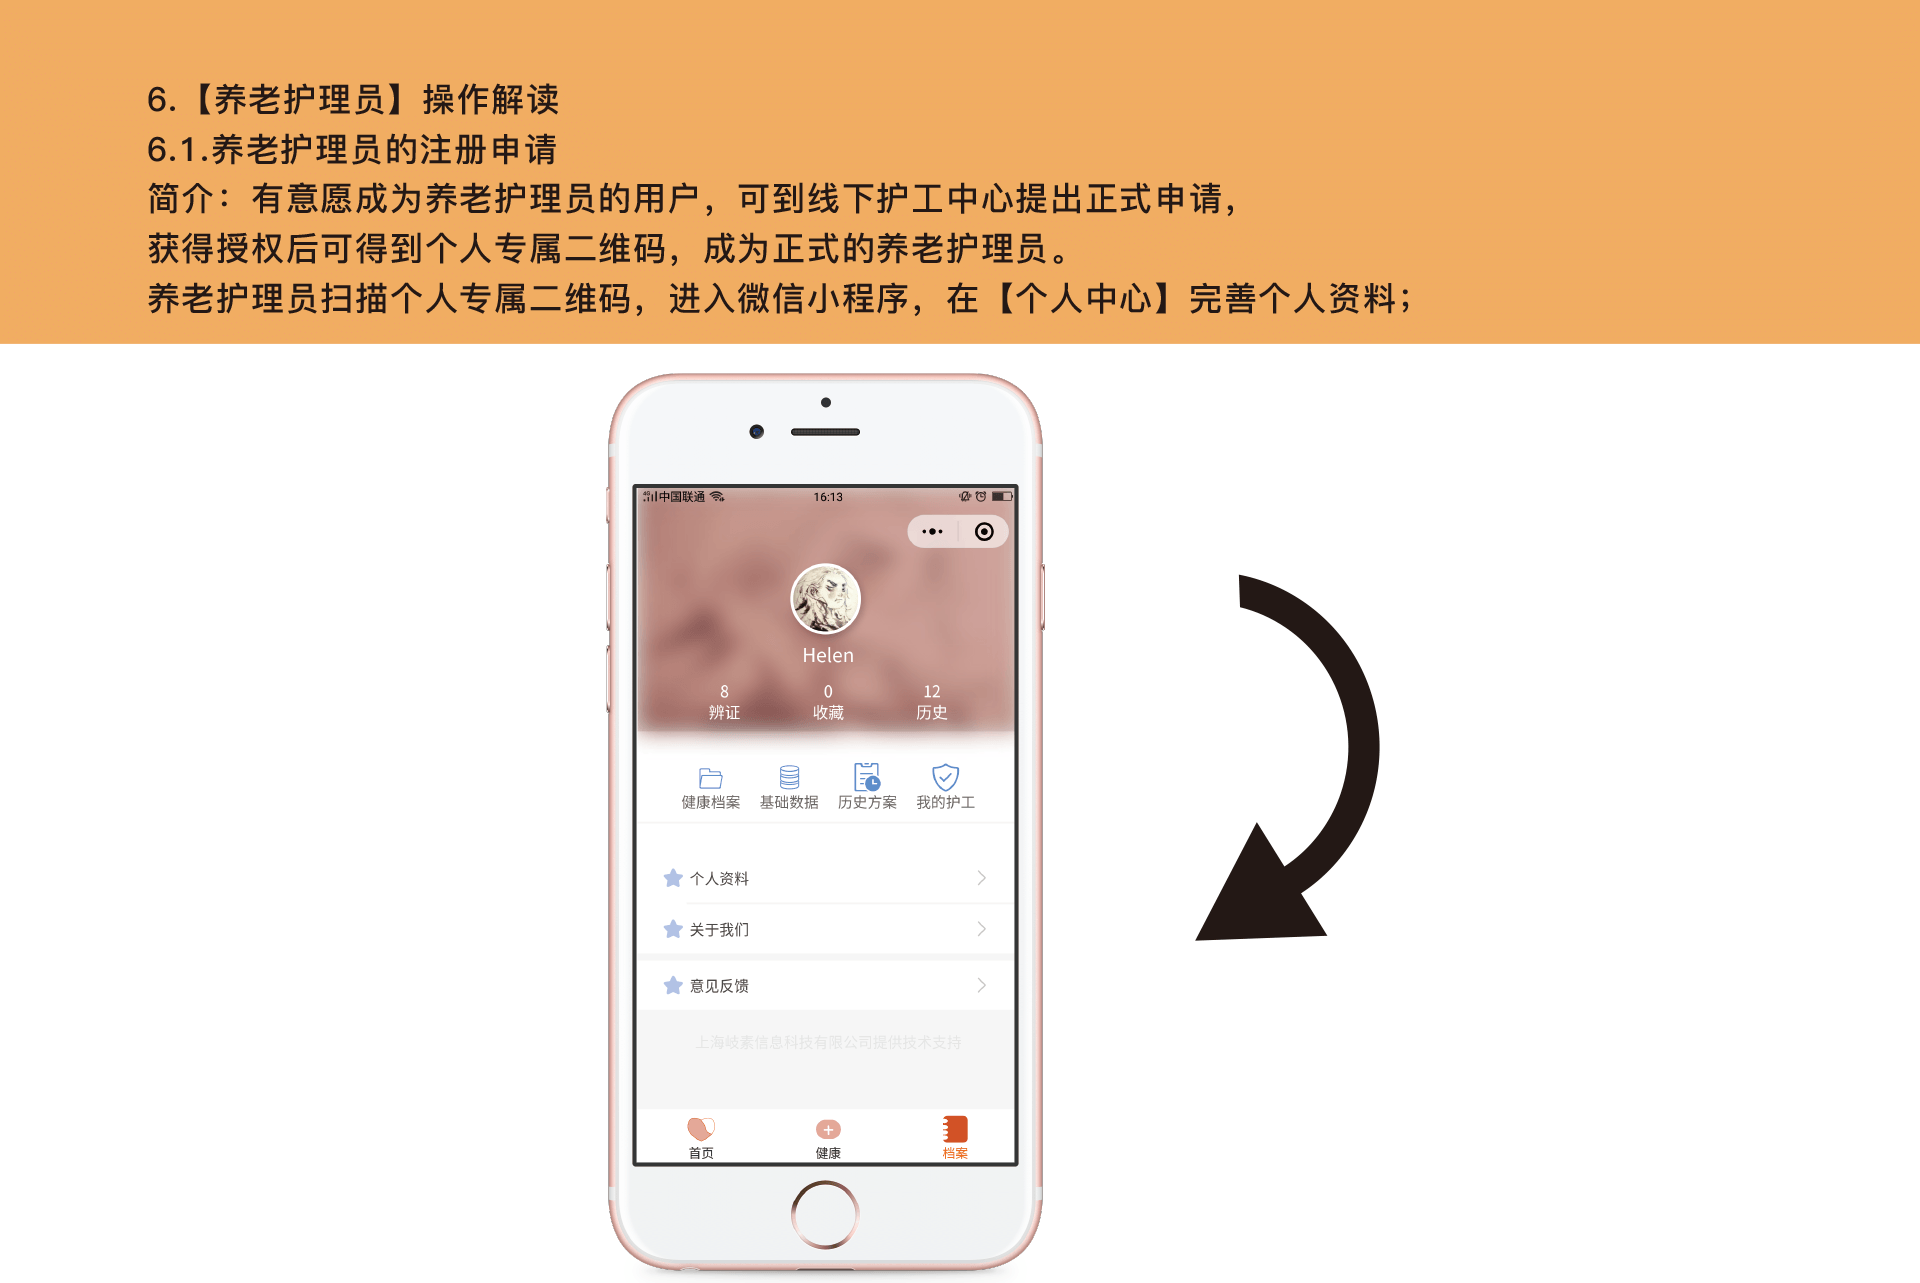 6.【养老护理员】操作解读
6.1.养老护理员的注册申请
简介：有意愿成为养老护理员的用户，可到线下护工中心提出正式申请，
获得授权后可得到个人专属二维码，成为正式的养老护理员。
养老护理员扫描个人专属二维码，进入微信小程序，在【个人中心】完善个人资料；
4G 中国联通 16:13
Helen
8 0 12
辨证 收藏 历史
健康档案 基础数据 历史方案 我的护工
个人资料
关于我们
意见反馈
上海岐素信息科技有限公司提供技术支持
首页 健康 档案